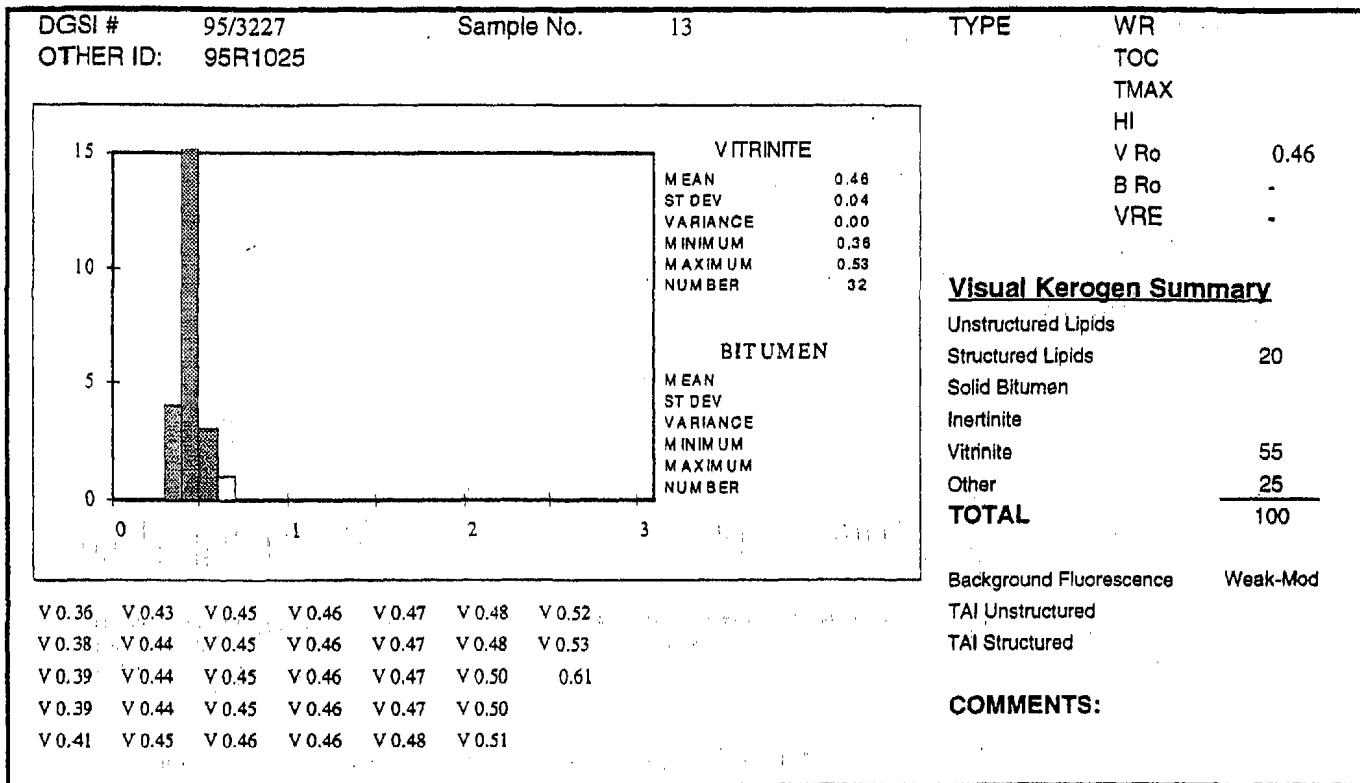 DGSI # 95/3227 Sample No. 13
OTHER ID: 95R1025
15
10
5
0
0 1 2 3
VITRINITE
MEAN 0.46
ST DEV 0.04
VARIANCE 0.00
MINIMUM 0.36
MAXIMUM 0.53
NUMBER 32
BITUMEN
MEAN
ST DEV
VARIANCE
MINIMUM
MAXIMUM
NUMBER
V 0.36 V 0.43 V 0.45 V 0.46 V 0.47 V 0.48 V 0.52
V 0.38 V 0.44 V 0.45 V 0.46 V 0.47 V 0.48 V 0.53
V 0.39 V 0.44 V 0.45 V 0.46 V 0.47 V 0.50 0.61
V 0.39 V 0.44 V 0.45 V 0.46 V 0.47 V 0.50
V 0.41 V 0.45 V 0.46 V 0.46 V 0.48 V 0.51
TYPE WR
TOC
TMAX
HI
V Ro 0.46
B Ro -
VRE -
Visual Kerogen Summary
Unstructured Lipids
Structured Lipids 20
Solid Bitumen
Inertinite
Vitrinite 55
Other 25
TOTAL 100
Background Fluorescence Weak-Mod
TAI Unstructured
TAI Structured
COMMENTS: